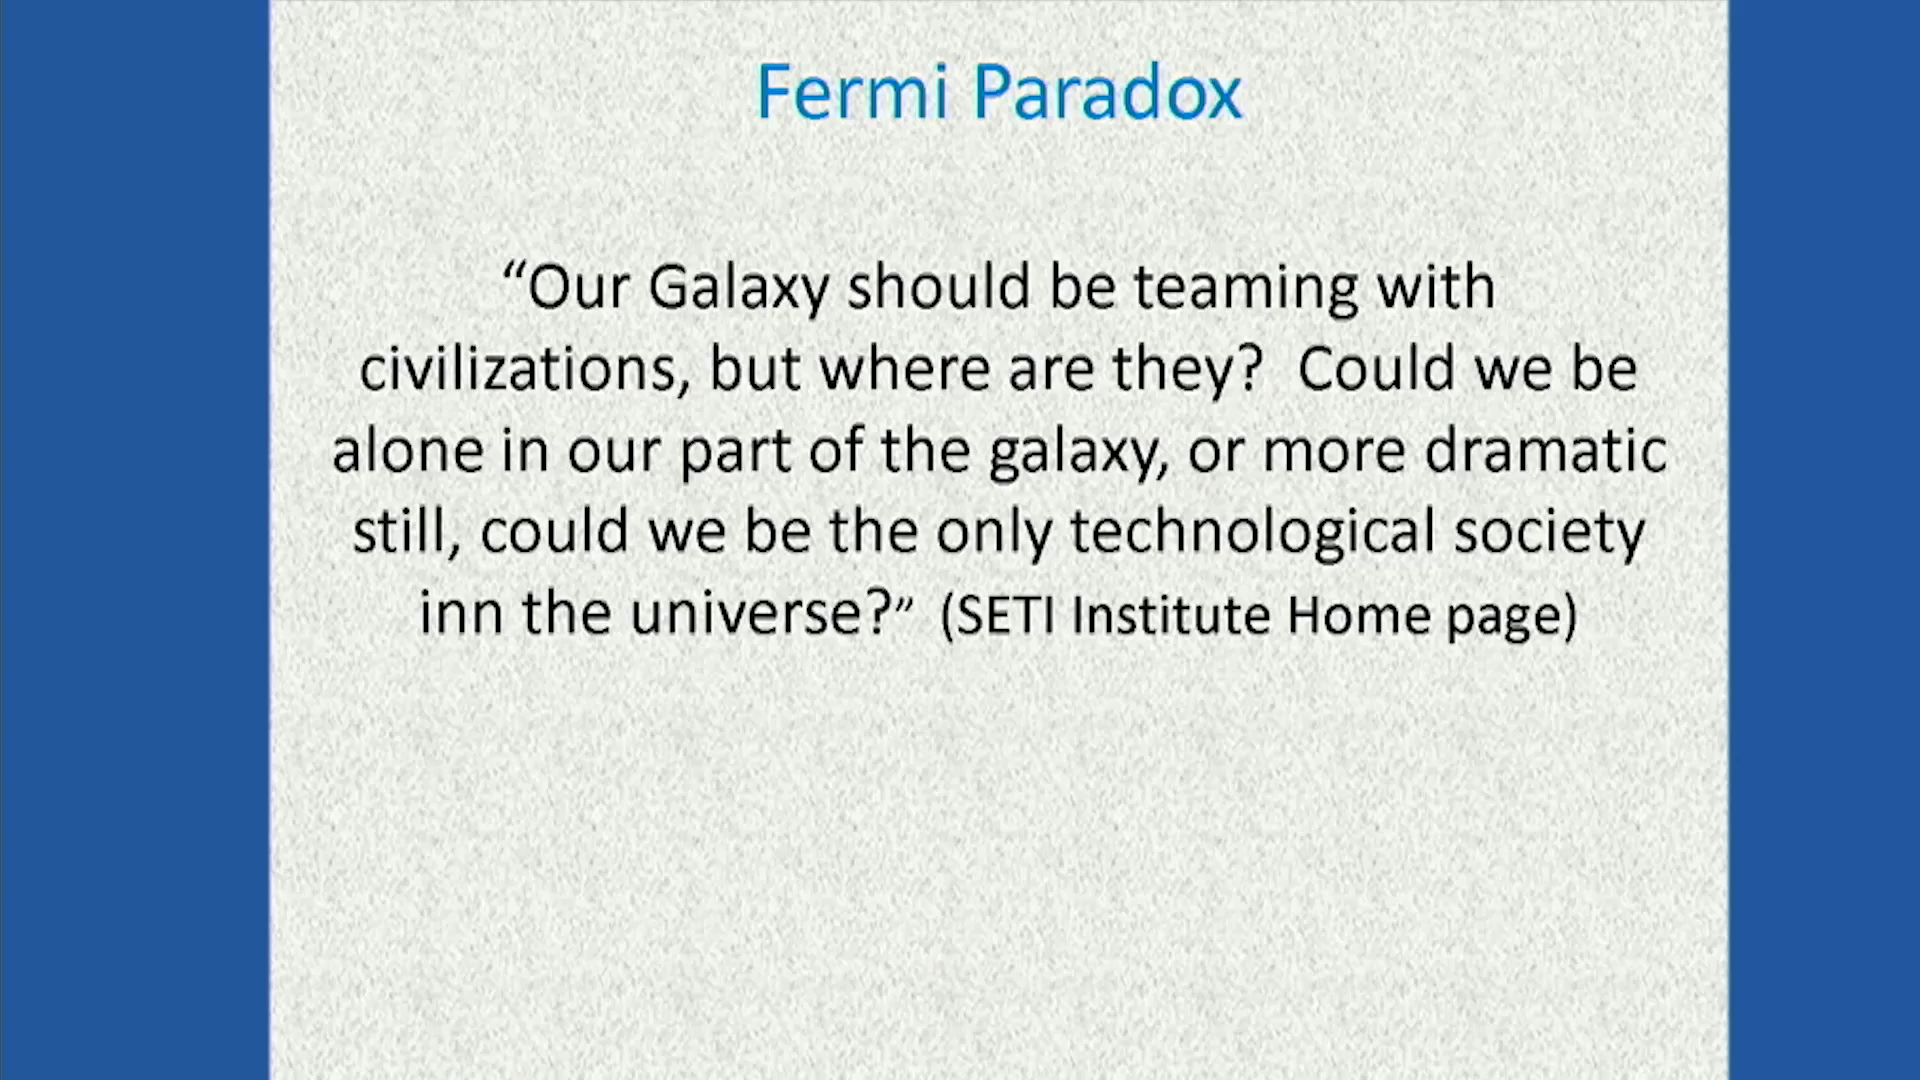 Fermi Paradox
“Our Galaxy should be teaming with
civilizations, but where are they?  Could we be
alone in our part of the galaxy, or more dramatic
still, could we be the only technological society
inn the universe?”  (SETI Institute Home page)